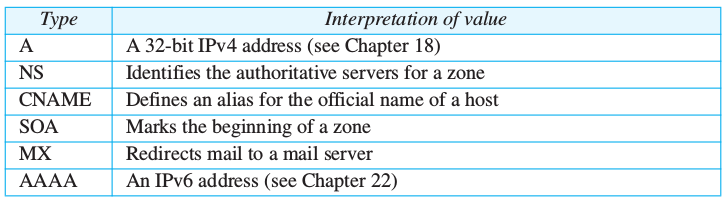 Type Interpretation of value
A A 32-bit IPv4 address (see Chapter 18)
NS Identifies the authoritative servers for a zone
CNAME Defines an alias for the official name of a host
SOA Marks the beginning of a zone
MX Redirects mail to a mail server
AAAA An IPv6 address (see Chapter 22)